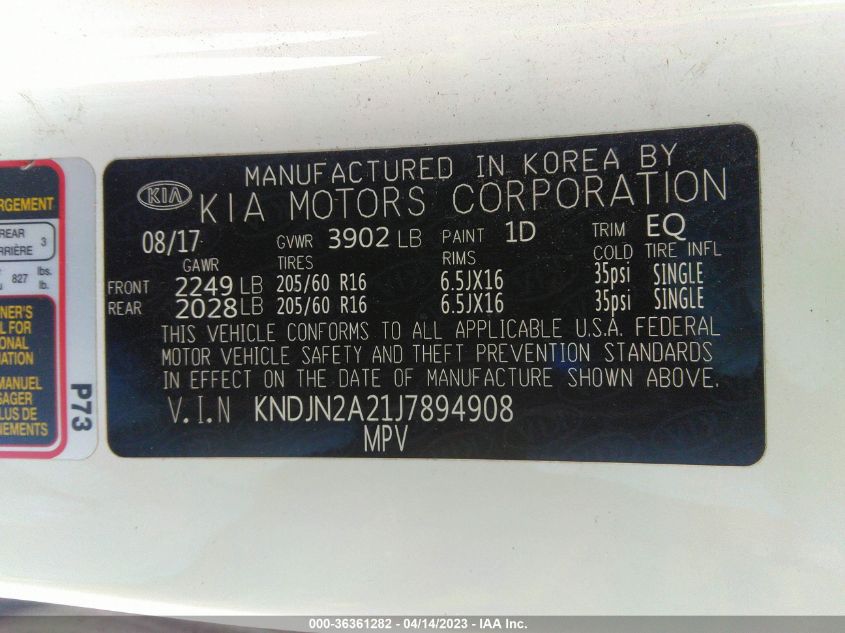 RGEMENT
REAR 3
RRIÈRE
827 lbs.
lb.
NER'S
L FOR
ONAL
MATION
MANUEL
SAGER
PLUS
NEMENTS
P73
MANUFACTURED IN KOREA BY
KIA KIA MOTORS CORPORATION
08/17 GVWR 3902 LB PAINT 1D TRIM EQ
GAWR TIRES RIMS COLD TIRE INFL
FRONT 2249 LB 205/60 R16 6.5JX16 35psi SINGLE
REAR 2028 LB 205/60 R16 6.5JX16 35psi SINGLE
THIS VEHICLE CONFORMS TO ALL APPLICABLE U.S.A. FEDERAL
MOTOR VEHICLE SAFETY AND THEFT PREVENTION STANDARDS
IN EFFECT ON THE DATE OF MANUFACTURE SHOWN ABOVE.
V.I.N KNDJN2A21J7894908
MPV
000-36361282 - 04/14/2023 - IAA Inc.